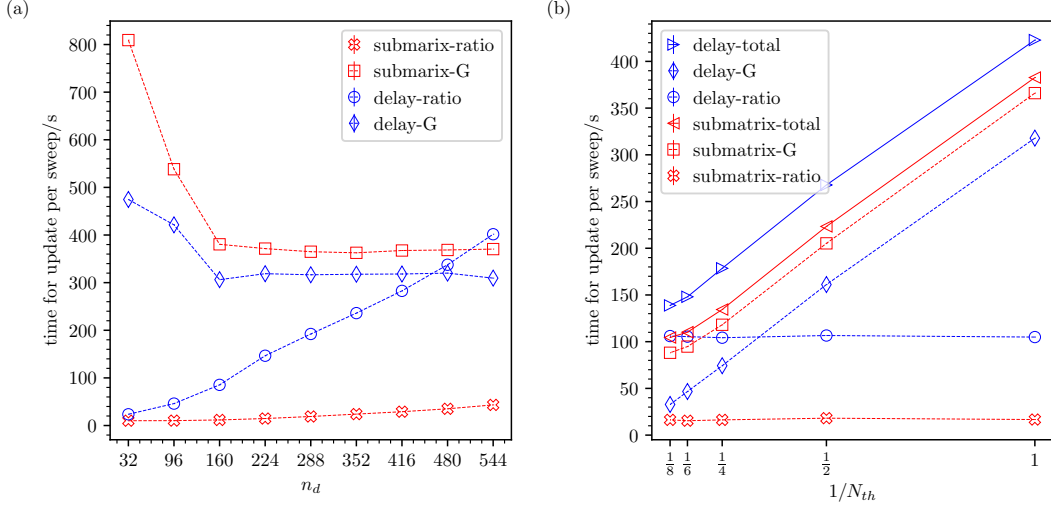 (a)
800
700
600
500
400
300
200
100
0
time for update per sweep/s
submarix-ratio
submarix-G
delay-ratio
delay-G
32 96 160 224 288 352 416 480 544
n_d
(b)
400
350
300
250
200
150
100
50
0
time for update per sweep/s
delay-total
delay-G
delay-ratio
submatrix-total
submatrix-G
submatrix-ratio
1/8 1/6 1/4 1/2 1
1/N_{th}